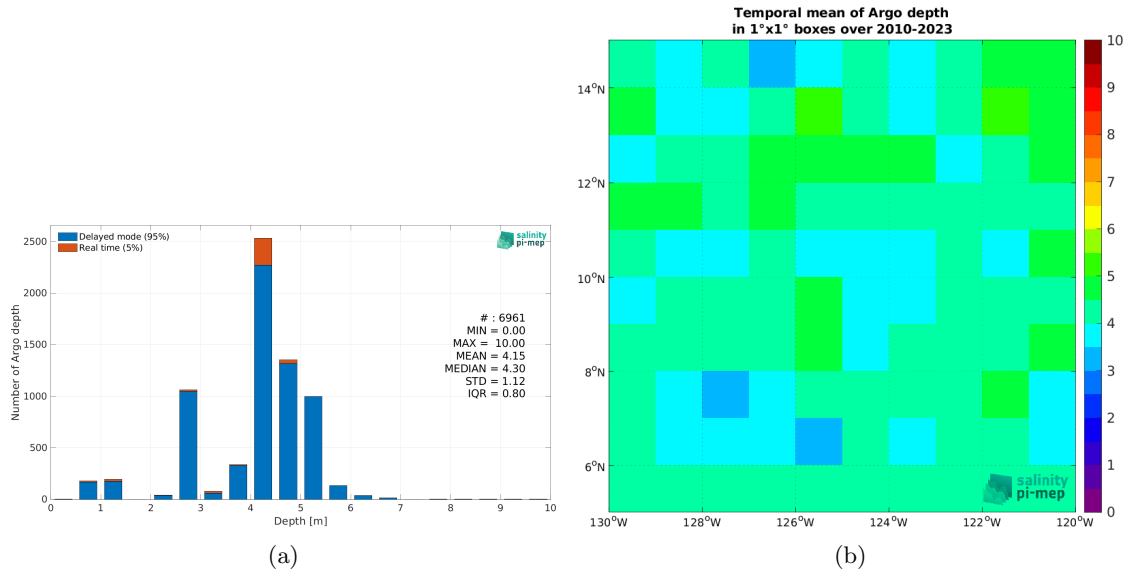 Delayed mode (95%)
Real time (5%)
salinity
pi-mep
2500
2000
1500
1000
500
0
Number of Argo depth
# : 6961
MIN = 0.00
MAX = 10.00
MEAN = 4.15
MEDIAN = 4.30
STD = 1.12
IQR = 0.80
0 1 2 3 4 5 6 7 8 9 10
Depth [m]
(a)
Temporal mean of Argo depth
in 1°x1° boxes over 2010-2023
14°N
12°N
10°N
8°N
6°N
130°W 128°W 126°W 124°W 122°W 120°W
salinity
pi-mep
10
9
8
7
6
5
4
3
2
1
0
(b)